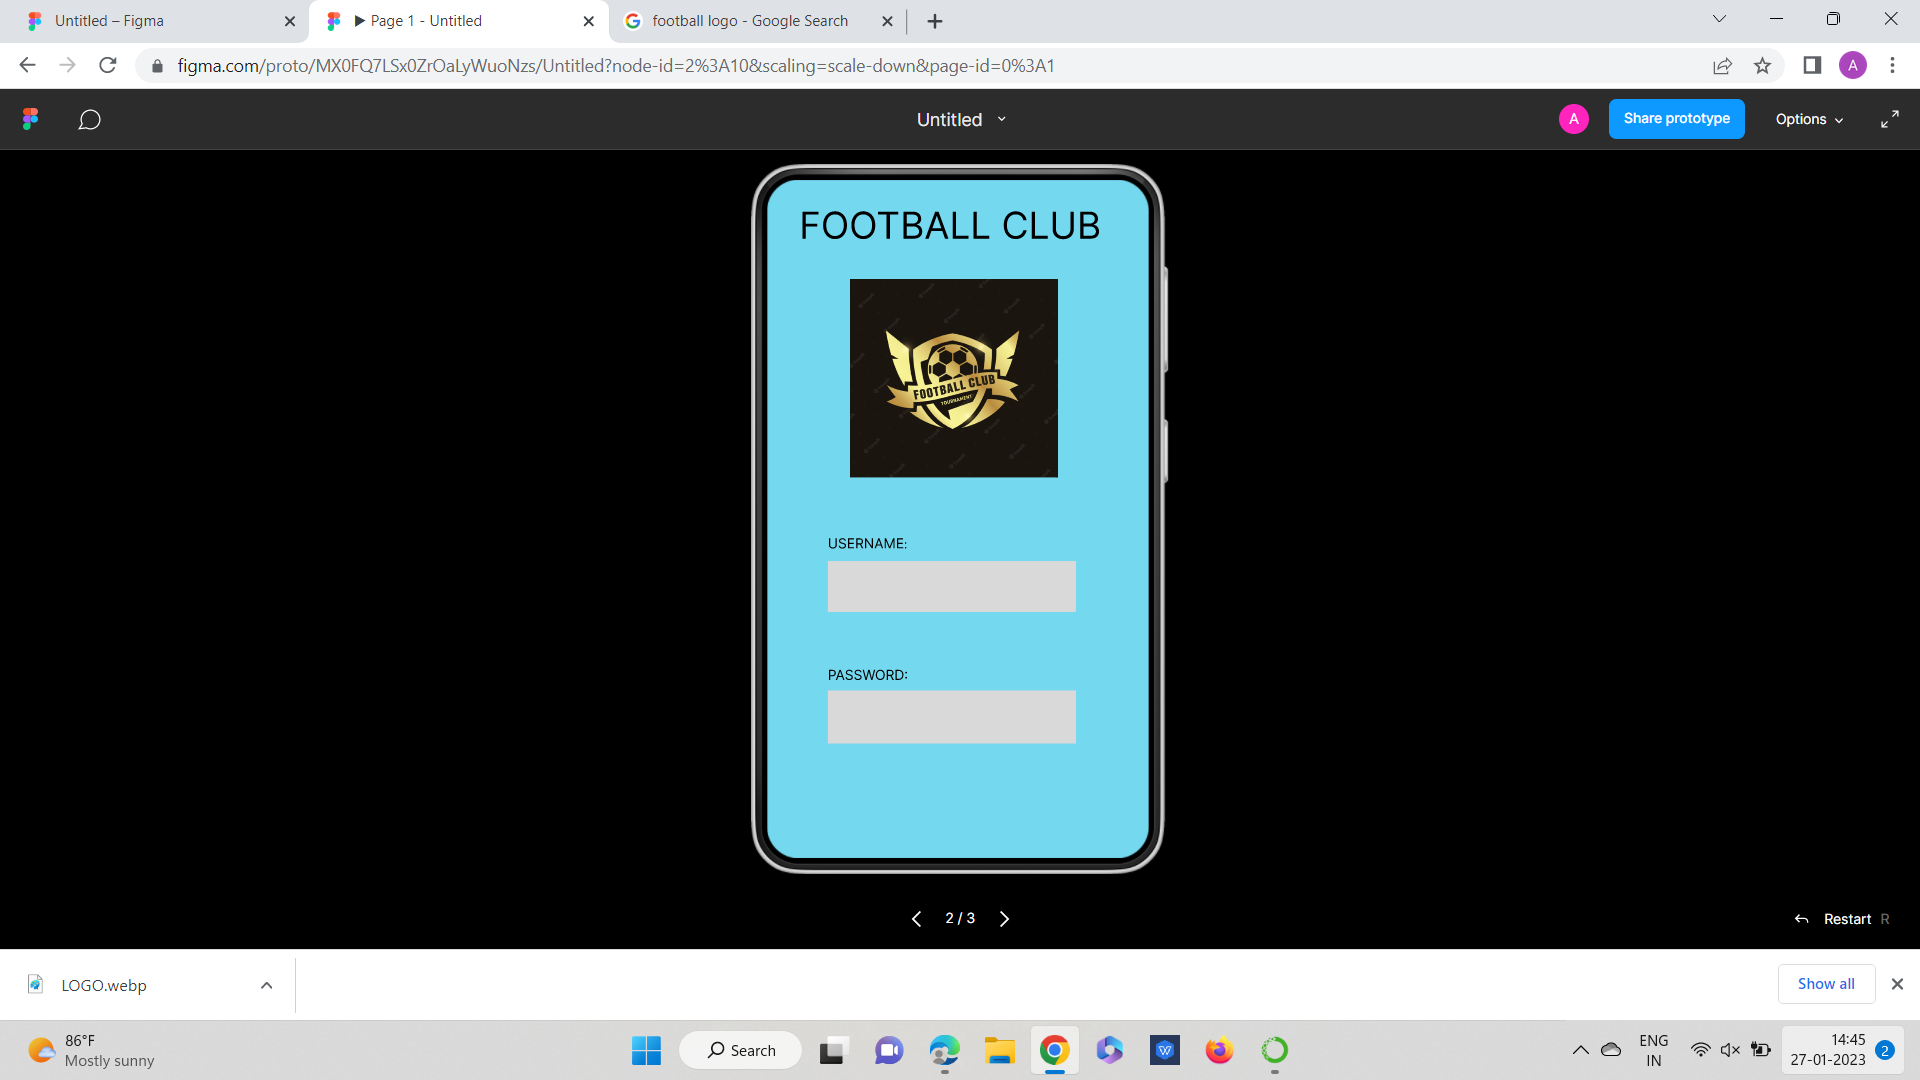 Untitled – Figma
Page 1 - Untitled
football logo - Google Search
figma.com/proto/MX0FQ7LSx0ZrOaLyWuoNzs/Untitled?node-id=2%3A10&scaling=scale-down&page-id=0%3A1
A
Untitled
A
Share prototype
Options
FOOTBALL CLUB
FOOTBALL CLUB
TOURNAMENT
USERNAME:
PASSWORD:
2 / 3
Restart R
LOGO.webp
Show all
86°F
Mostly sunny
Search
ENG
IN
14:45
27-01-2023
2